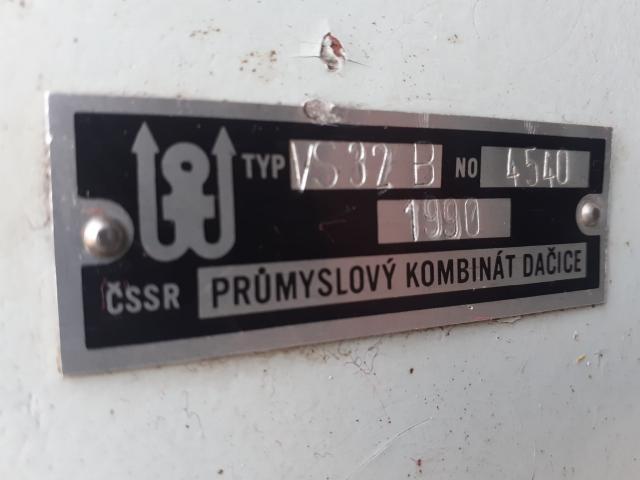 TYP VS 32 B NO 4540
1990
ČSSR PRŮMYSLOVÝ KOMBINÁT DAČICE